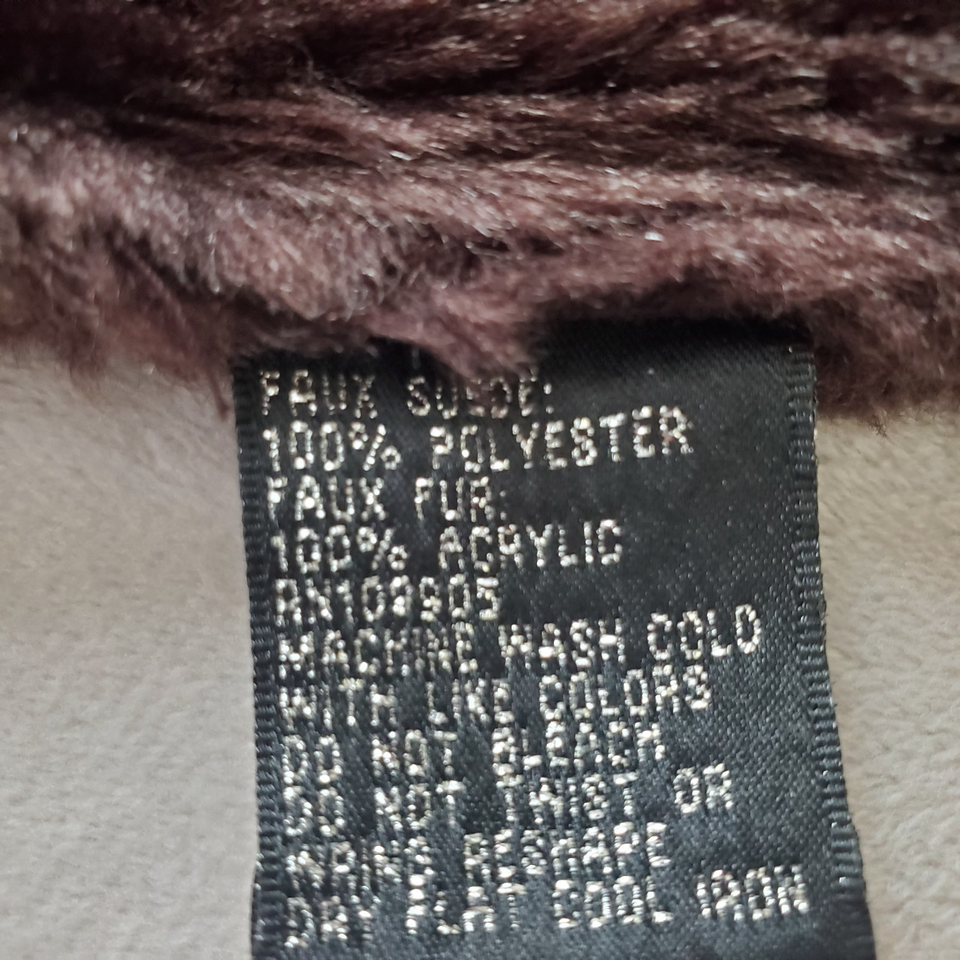 FAUX SUEDE:
100% POLYESTER
FAUX FUR:
100% ACRYLIC
RN109905
MACHINE WASH COLD
WITH LIKE COLORS
DO NOT BLEACH
DO NOT TWIST OR
WRING RESHAPE
DRY FLAT COOL IRON